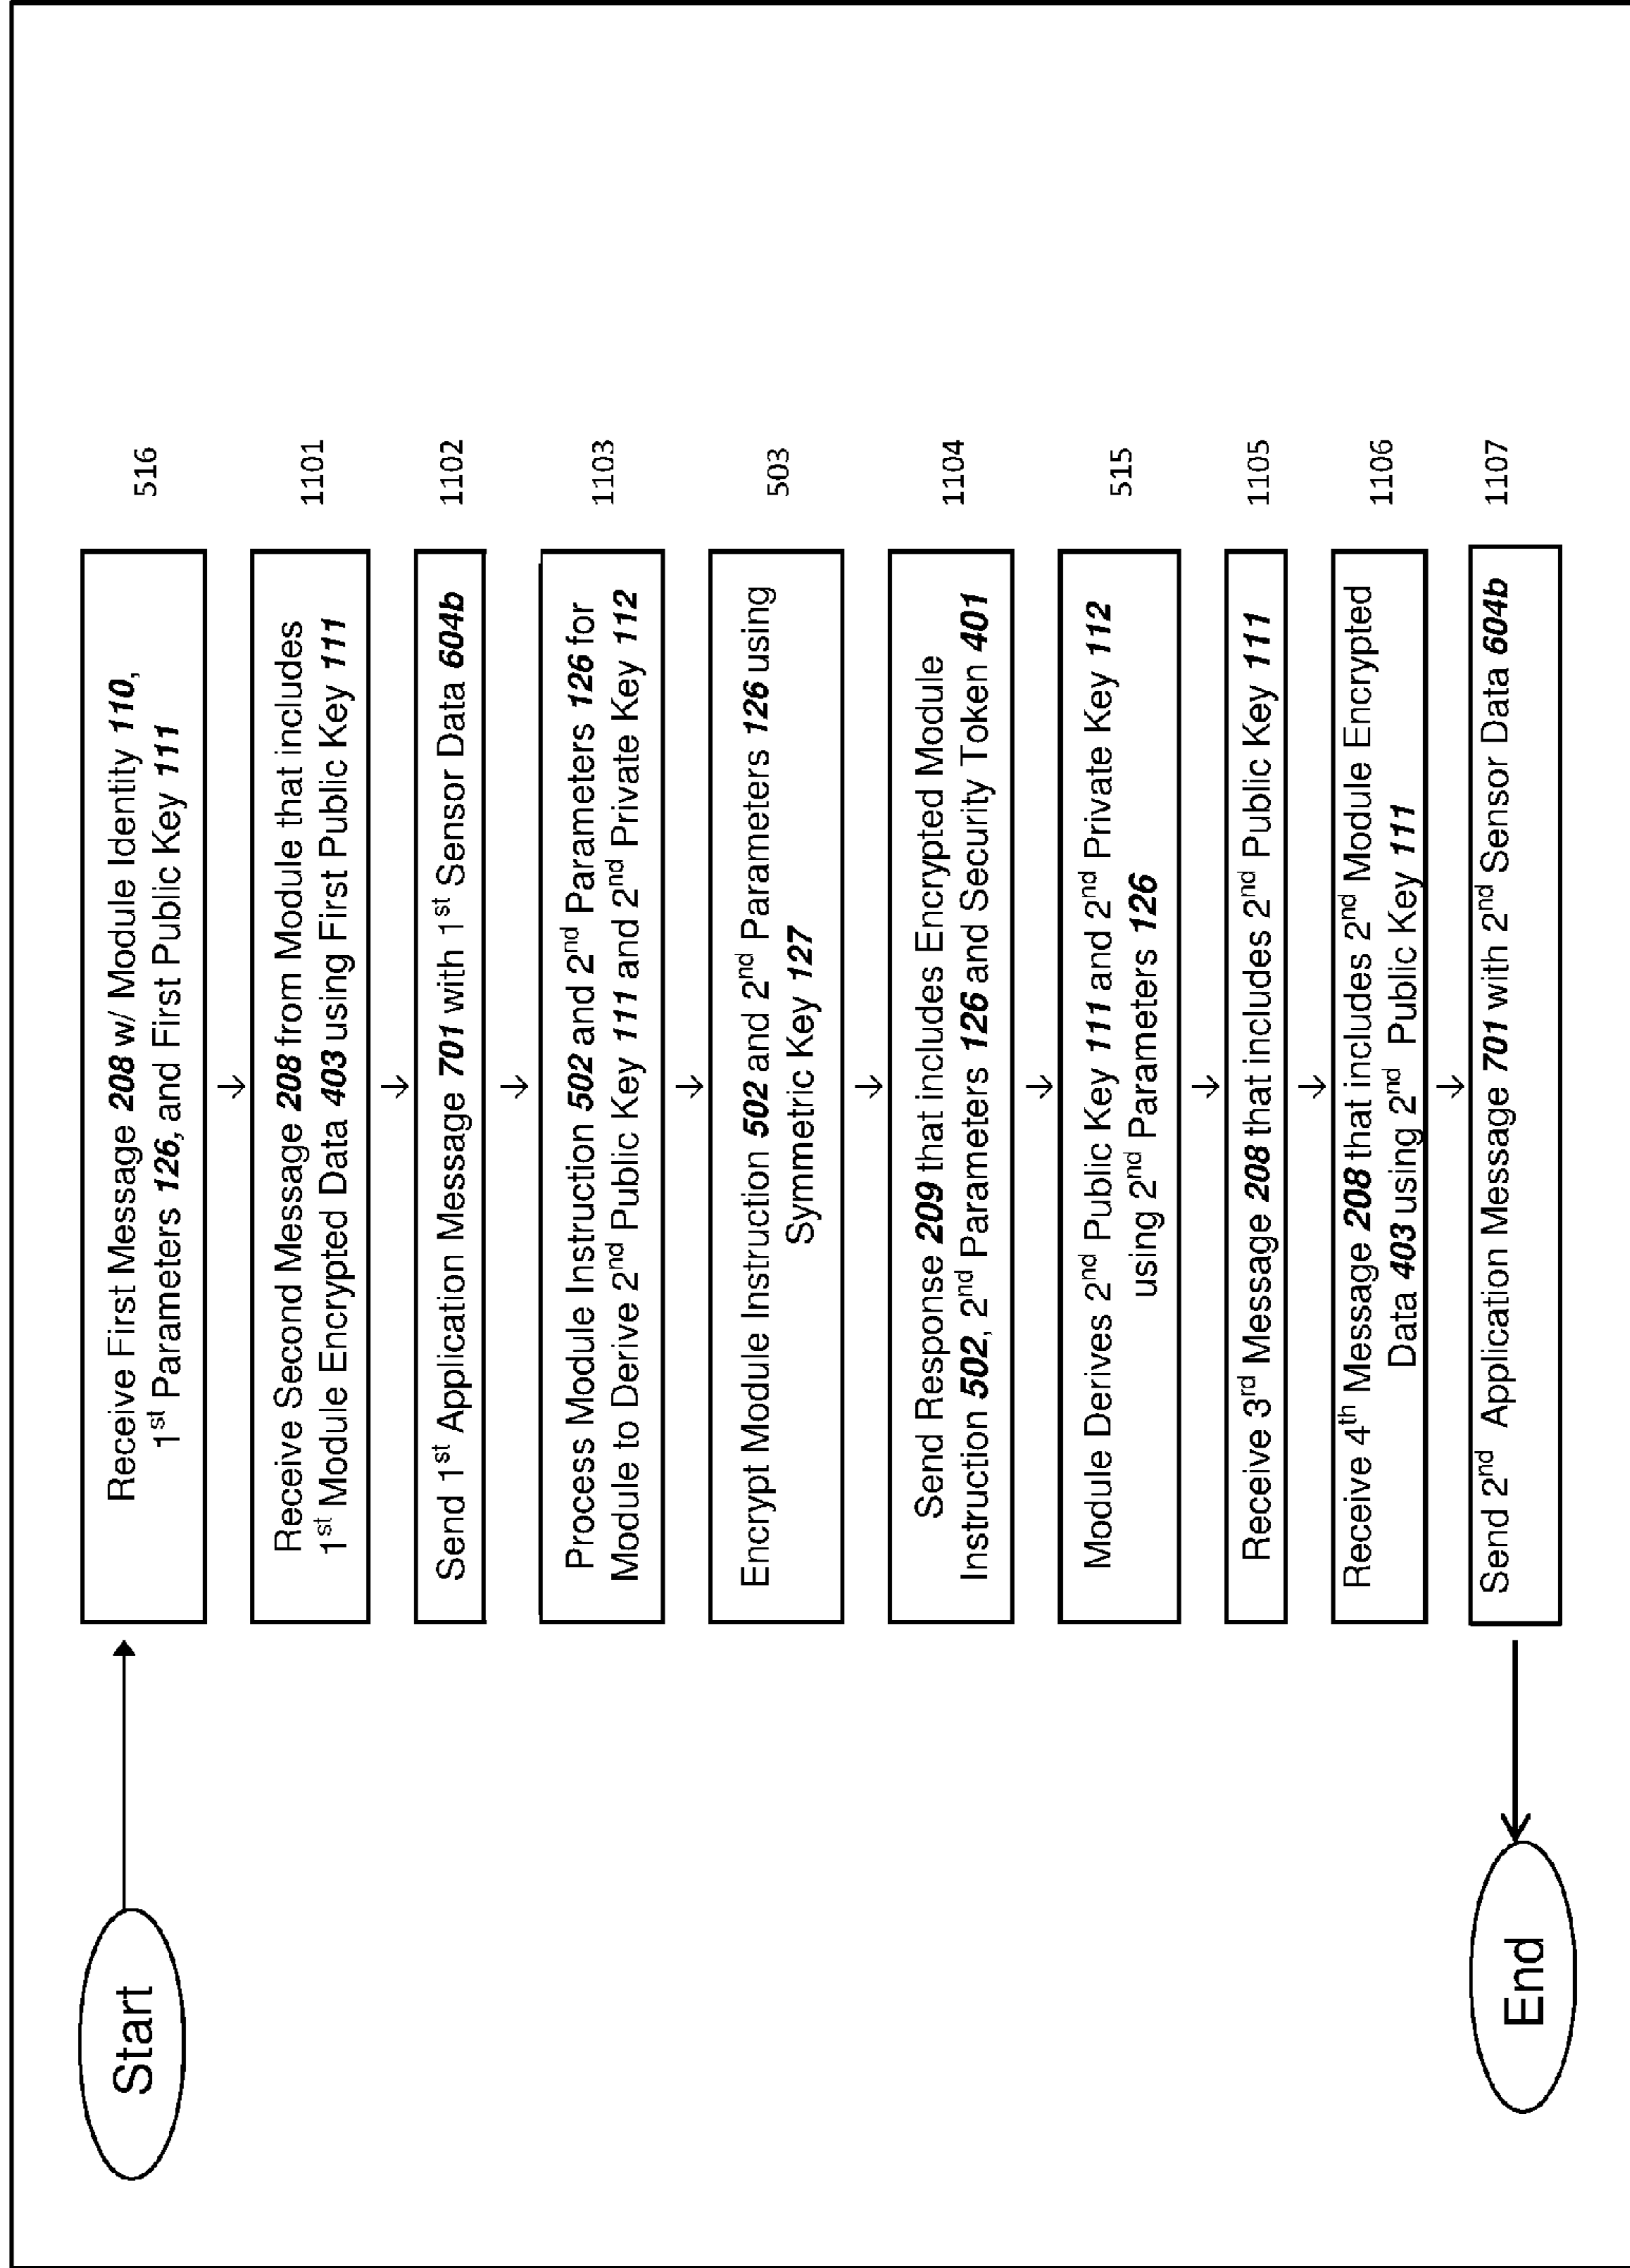 Start
Receive First Message 208 w/ Module Identity 110,
1st Parameters 126, and First Public Key 111
516
↓
Receive Second Message 208 from Module that includes
1st Module Encrypted Data 403 using First Public Key 111
1101
↓
Send 1st Application Message 701 with 1st Sensor Data 604b
1102
↓
Process Module Instruction 502 and 2nd Parameters 126 for
Module to Derive 2nd Public Key 111 and 2nd Private Key 112
1103
↓
Encrypt Module Instruction 502 and 2nd Parameters 126 using
Symmetric Key 127
503
↓
Send Response 209 that includes Encrypted Module
Instruction 502, 2nd Parameters 126 and Security Token 401
1104
↓
Module Derives 2nd Public Key 111 and 2nd Private Key 112
using 2nd Parameters 126
515
↓
Receive 3rd Message 208 that includes 2nd Public Key 111
1105
↓
Receive 4th Message 208 that includes 2nd Module Encrypted
Data 403 using 2nd Public Key 111
1106
↓
Send 2nd Application Message 701 with 2nd Sensor Data 604b
1107
End